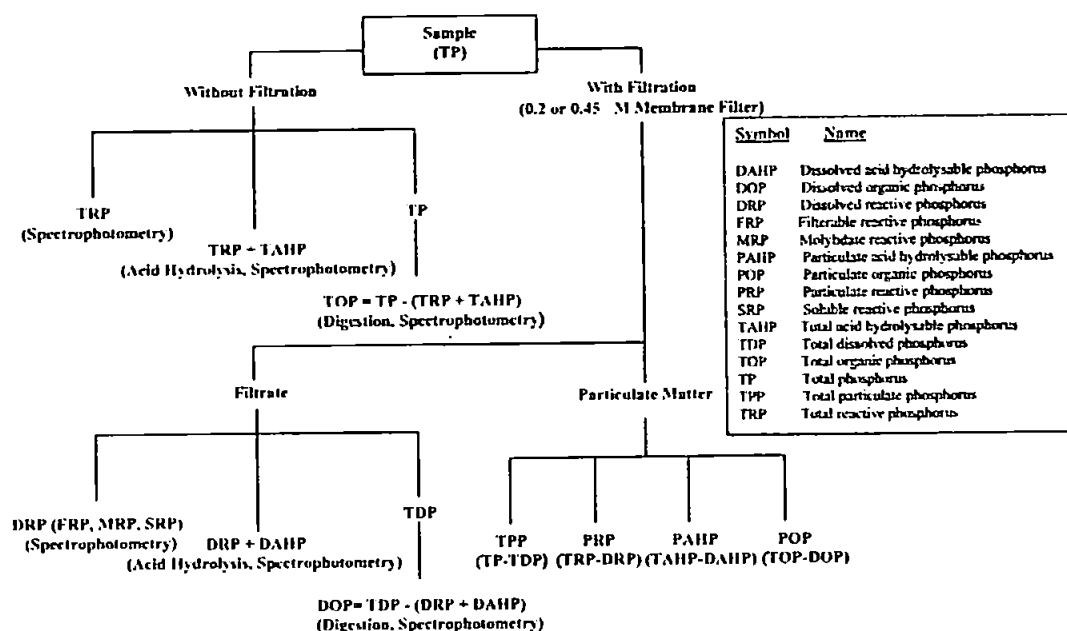 Sample
(TP)
Without Filtration
With Filtration
(0.2 or 0.45 M Membrane Filter)
TRP
(Spectrophotometry)
TRP + TAHP
(Acid Hydrolysis, Spectrophotometry)
TP
TOP = TP - (TRP + TAHP)
(Digestion, Spectrophotometry)
Symbol Name
DAHP Dissolved acid hydrolysable phosphorus
DOP Dissolved organic phosphorus
DRP Dissolved reactive phosphorus
FRP Filterable reactive phosphorus
MRP Molybdate reactive phosphorus
PAHP Particulate acid hydrolysable phosphorus
POP Particulate organic phosphorus
PRP Particulate reactive phosphorus
SRP Soluble reactive phosphorus
TAHP Total acid hydrolysable phosphorus
TDP Total dissolved phosphorus
TOP Total organic phosphorus
TP Total phosphorus
TPP Total particulate phosphorus
TRP Total reactive phosphorus
Filtrate
Particulate Matter
DRP (FRP, MRP, SRP)
(Spectrophotometry)
DRP + DAHP
(Acid Hydrolysis, Spectrophotometry)
TDP
DOP= TDP - (DRP + DAHP)
(Digestion, Spectrophotometry)
TPP PRP PAHP POP
(TP-TDP) (TRP-DRP) (TAHP-DAHP) (TOP-DOP)